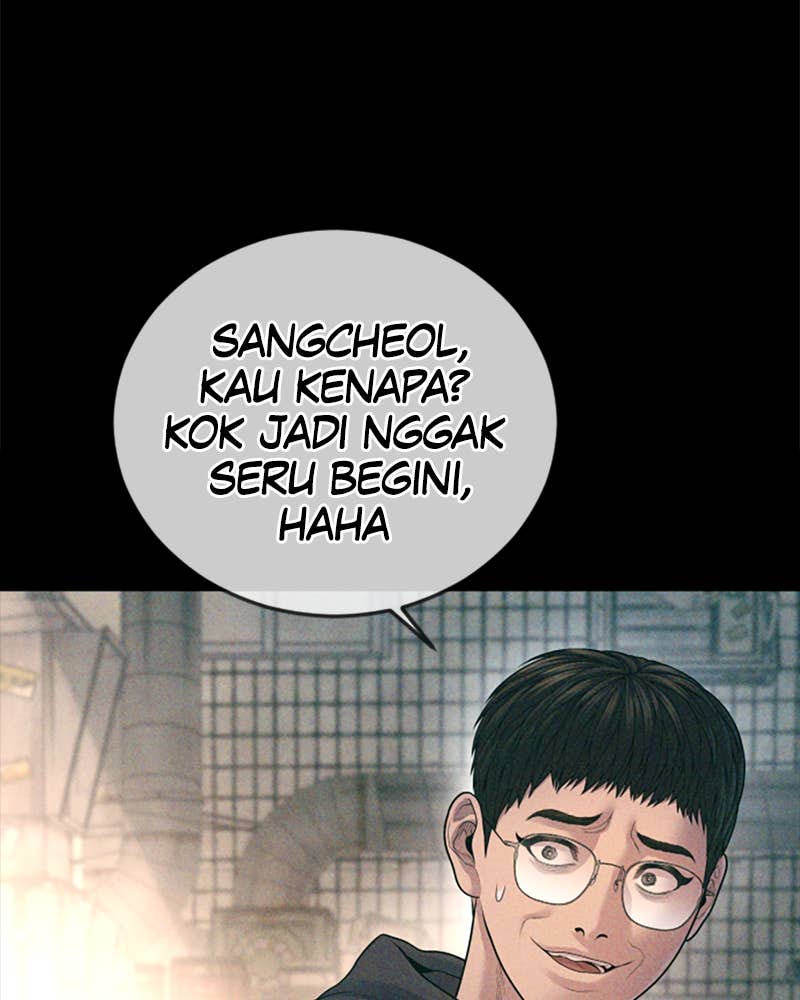 SANGCHEOL,
KAU KENAPA?
KOK JADI NGGAK
SERU BEGINI,
HAHA